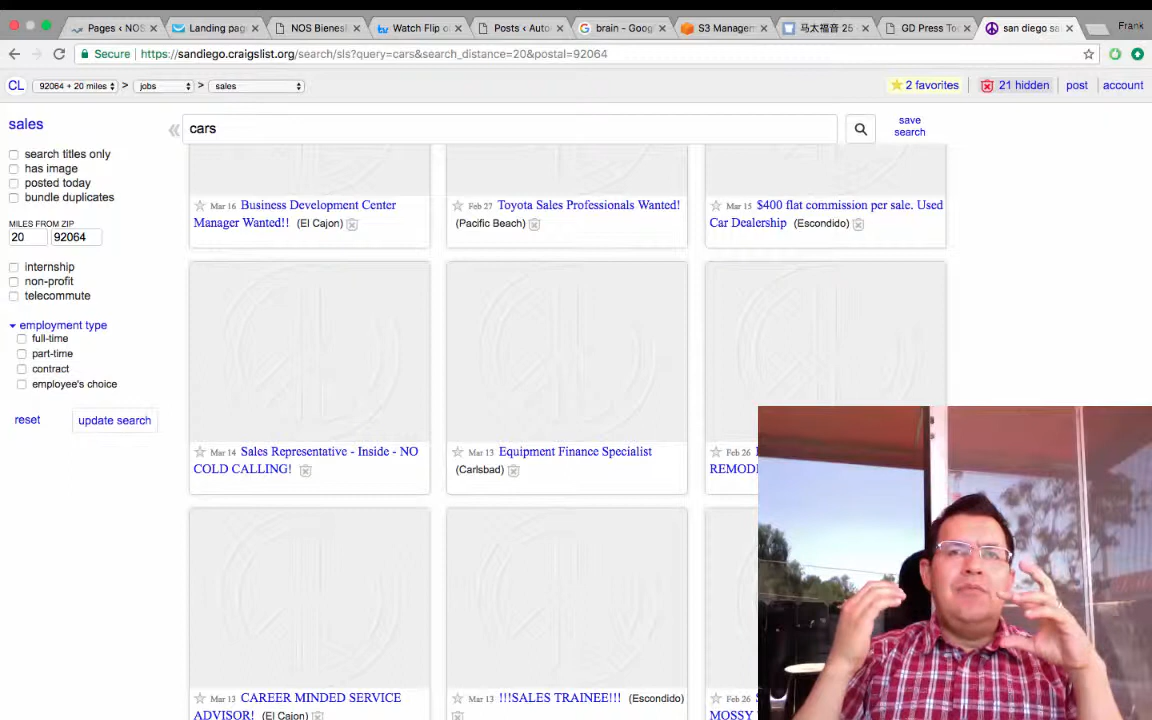 Pages ‹ NOS
Landing pag
NOS Bienes
Watch Flip o
Posts ‹ Auto
brain - Goog
S3 Managem
马太福音 25
GD Press To
san diego sa
Frank
Secure
https://sandiego.craigslist.org/search/sls?query=cars&search_distance=20&postal=92064
CL
92064 + 20 miles
>
jobs
>
sales
2 favorites
21 hidden
post
account
sales
cars
save
search
search titles only
has image
posted today
bundle duplicates
MILES FROM ZIP
20
92064
internship
non-profit
telecommute
employment type
full-time
part-time
contract
employee's choice
reset
update search
Mar 16 Business Development Center
Manager Wanted!! (El Cajon)
Feb 27 Toyota Sales Professionals Wanted!
(Pacific Beach)
Mar 15 $400 flat commission per sale. Used
Car Dealership (Escondido)
Mar 14 Sales Representative - Inside - NO
COLD CALLING!
Mar 13 Equipment Finance Specialist
(Carlsbad)
Feb 26
REMOD
Mar 13 CAREER MINDED SERVICE
ADVISOR! (El Cajon)
Mar 13 !!!SALES TRAINEE!!! (Escondido)
Feb 26
MOSSY